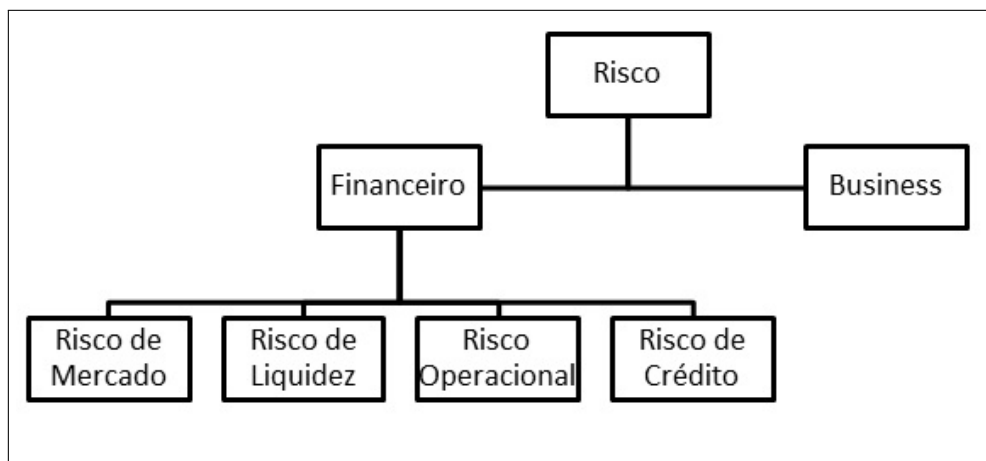 Risco
Financeiro
Business
Risco de
Mercado
Risco de
Liquidez
Risco
Operacional
Risco de
Crédito